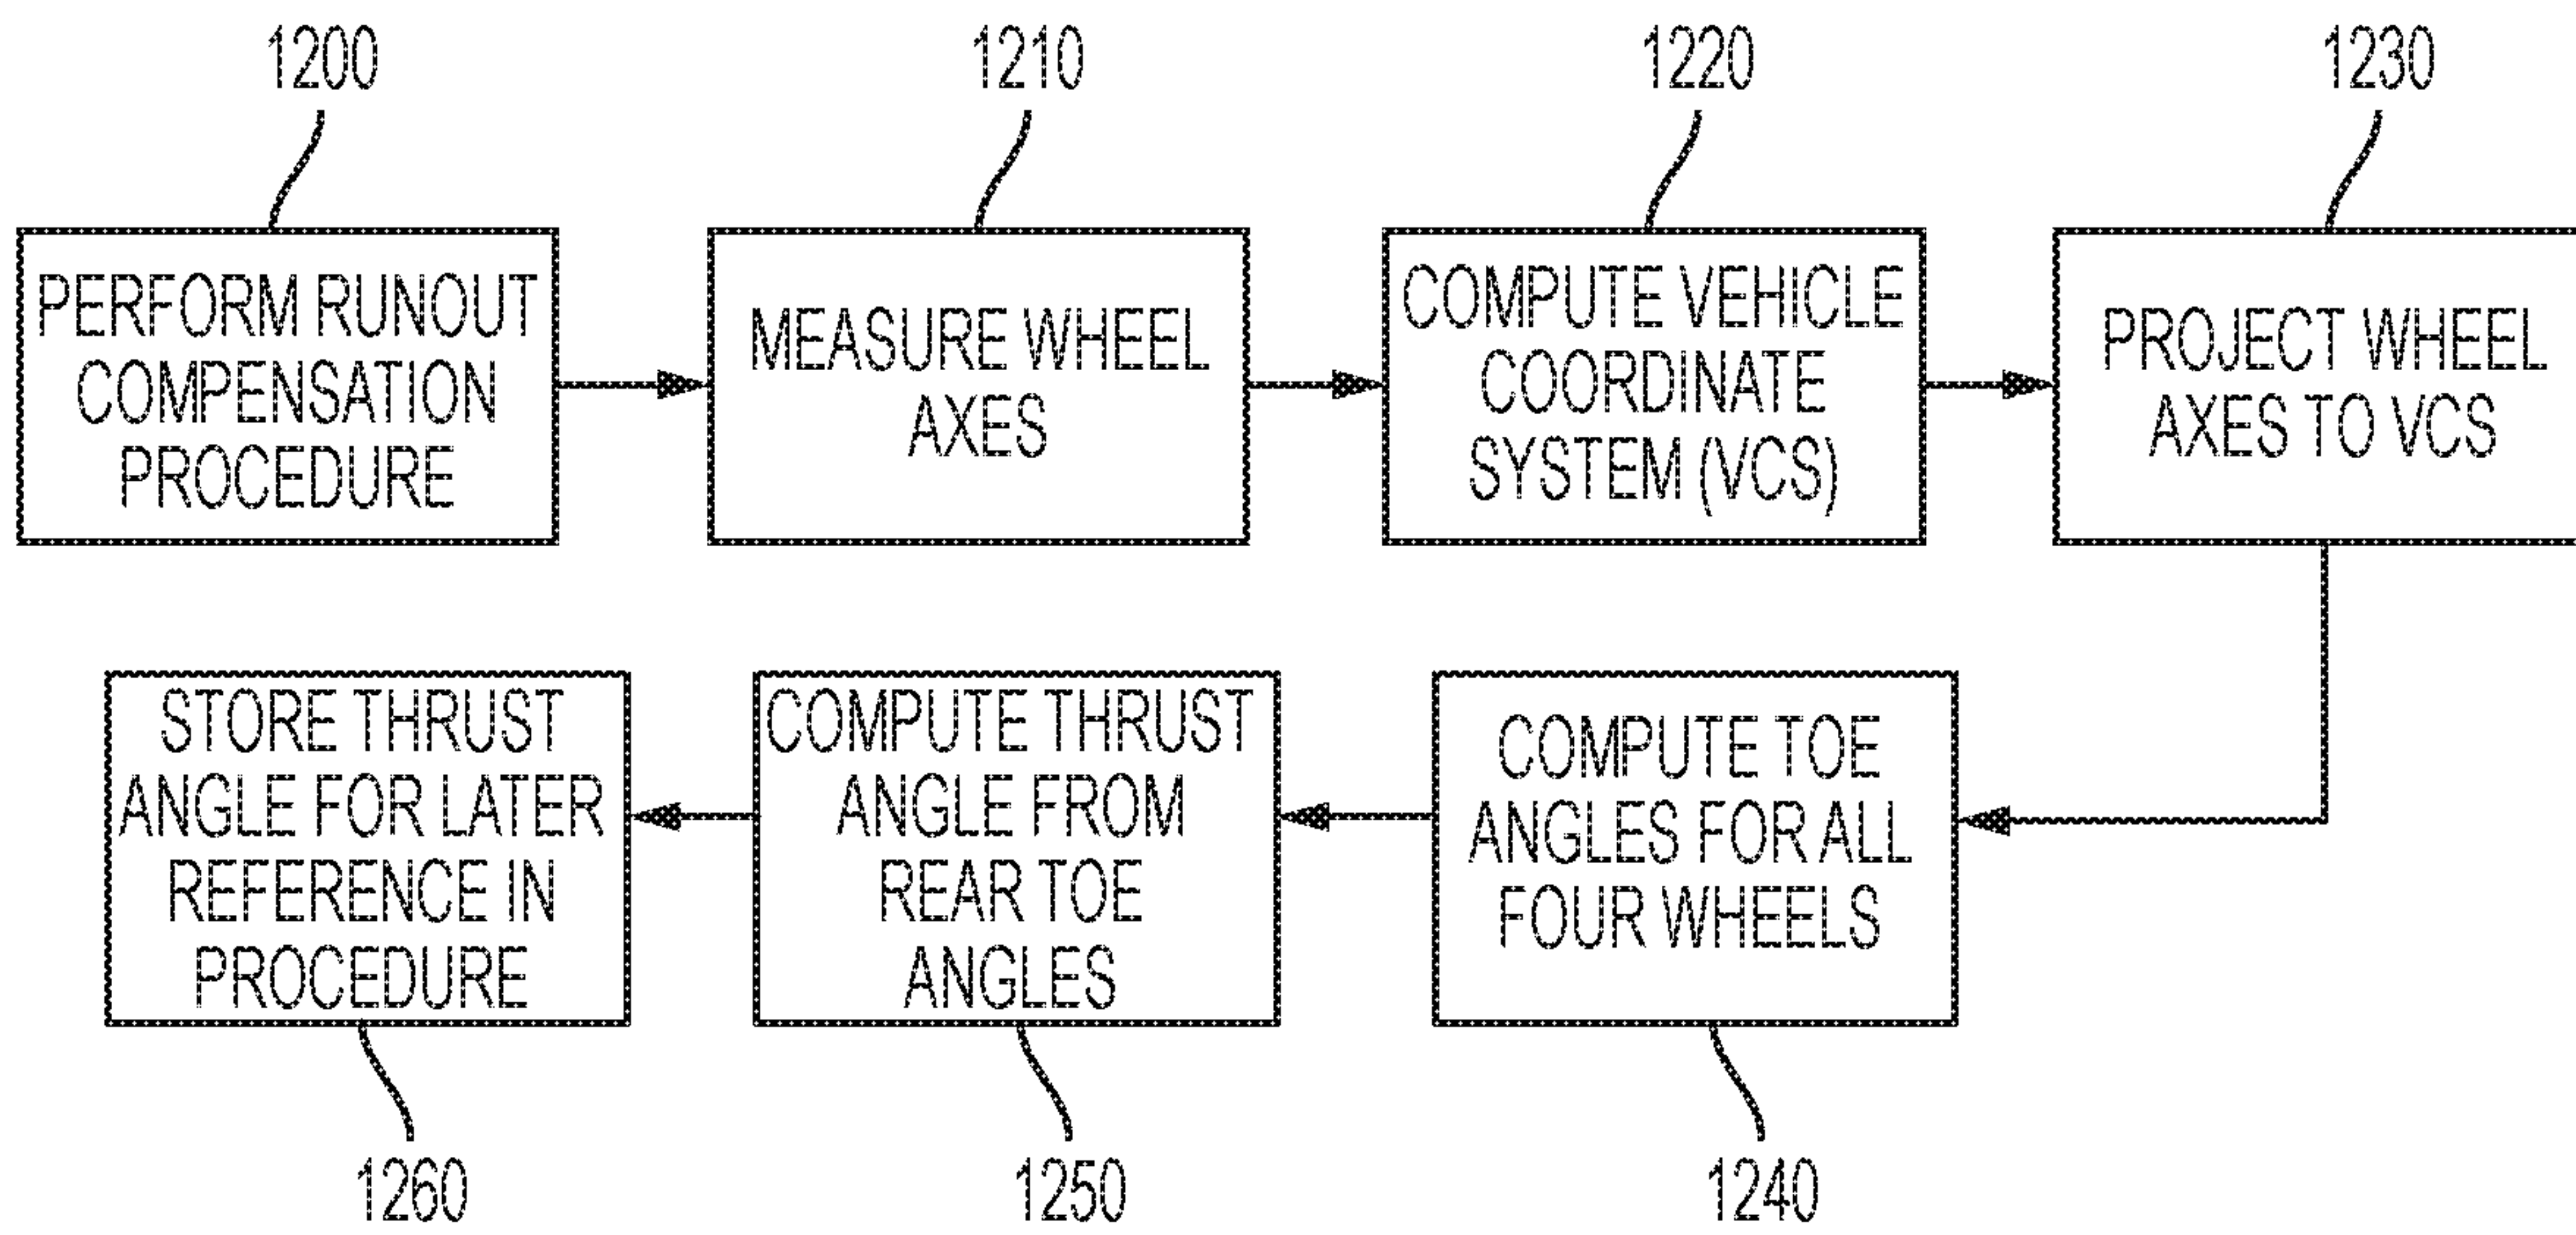 1200
1210
1220
1230
PERFORM RUNOUT
COMPENSATION
PROCEDURE
MEASURE WHEEL
AXES
COMPUTE VEHICLE
COORDINATE
SYSTEM (VCS)
PROJECT WHEEL
AXES TO VCS
STORE THRUST
ANGLE FOR LATER
REFERENCE IN
PROCEDURE
COMPUTE THRUST
ANGLE FROM
REAR TOE
ANGLES
COMPUTE TOE
ANGLES FOR ALL
FOUR WHEELS
1260
1250
1240